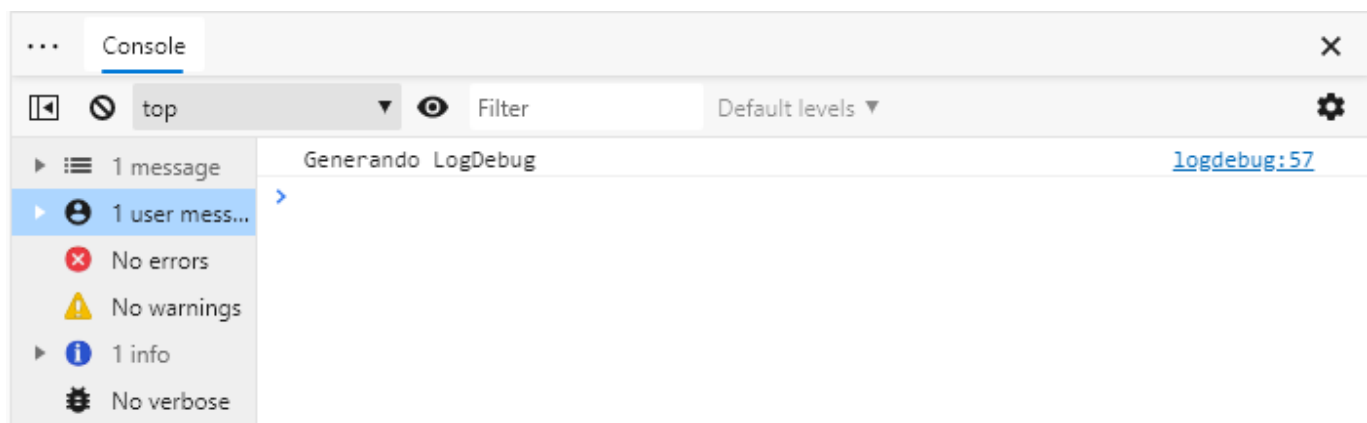 Console
top Filter Default levels
1 message
Generando LogDebug logdebug:57
1 user mess...
No errors
No warnings
1 info
No verbose